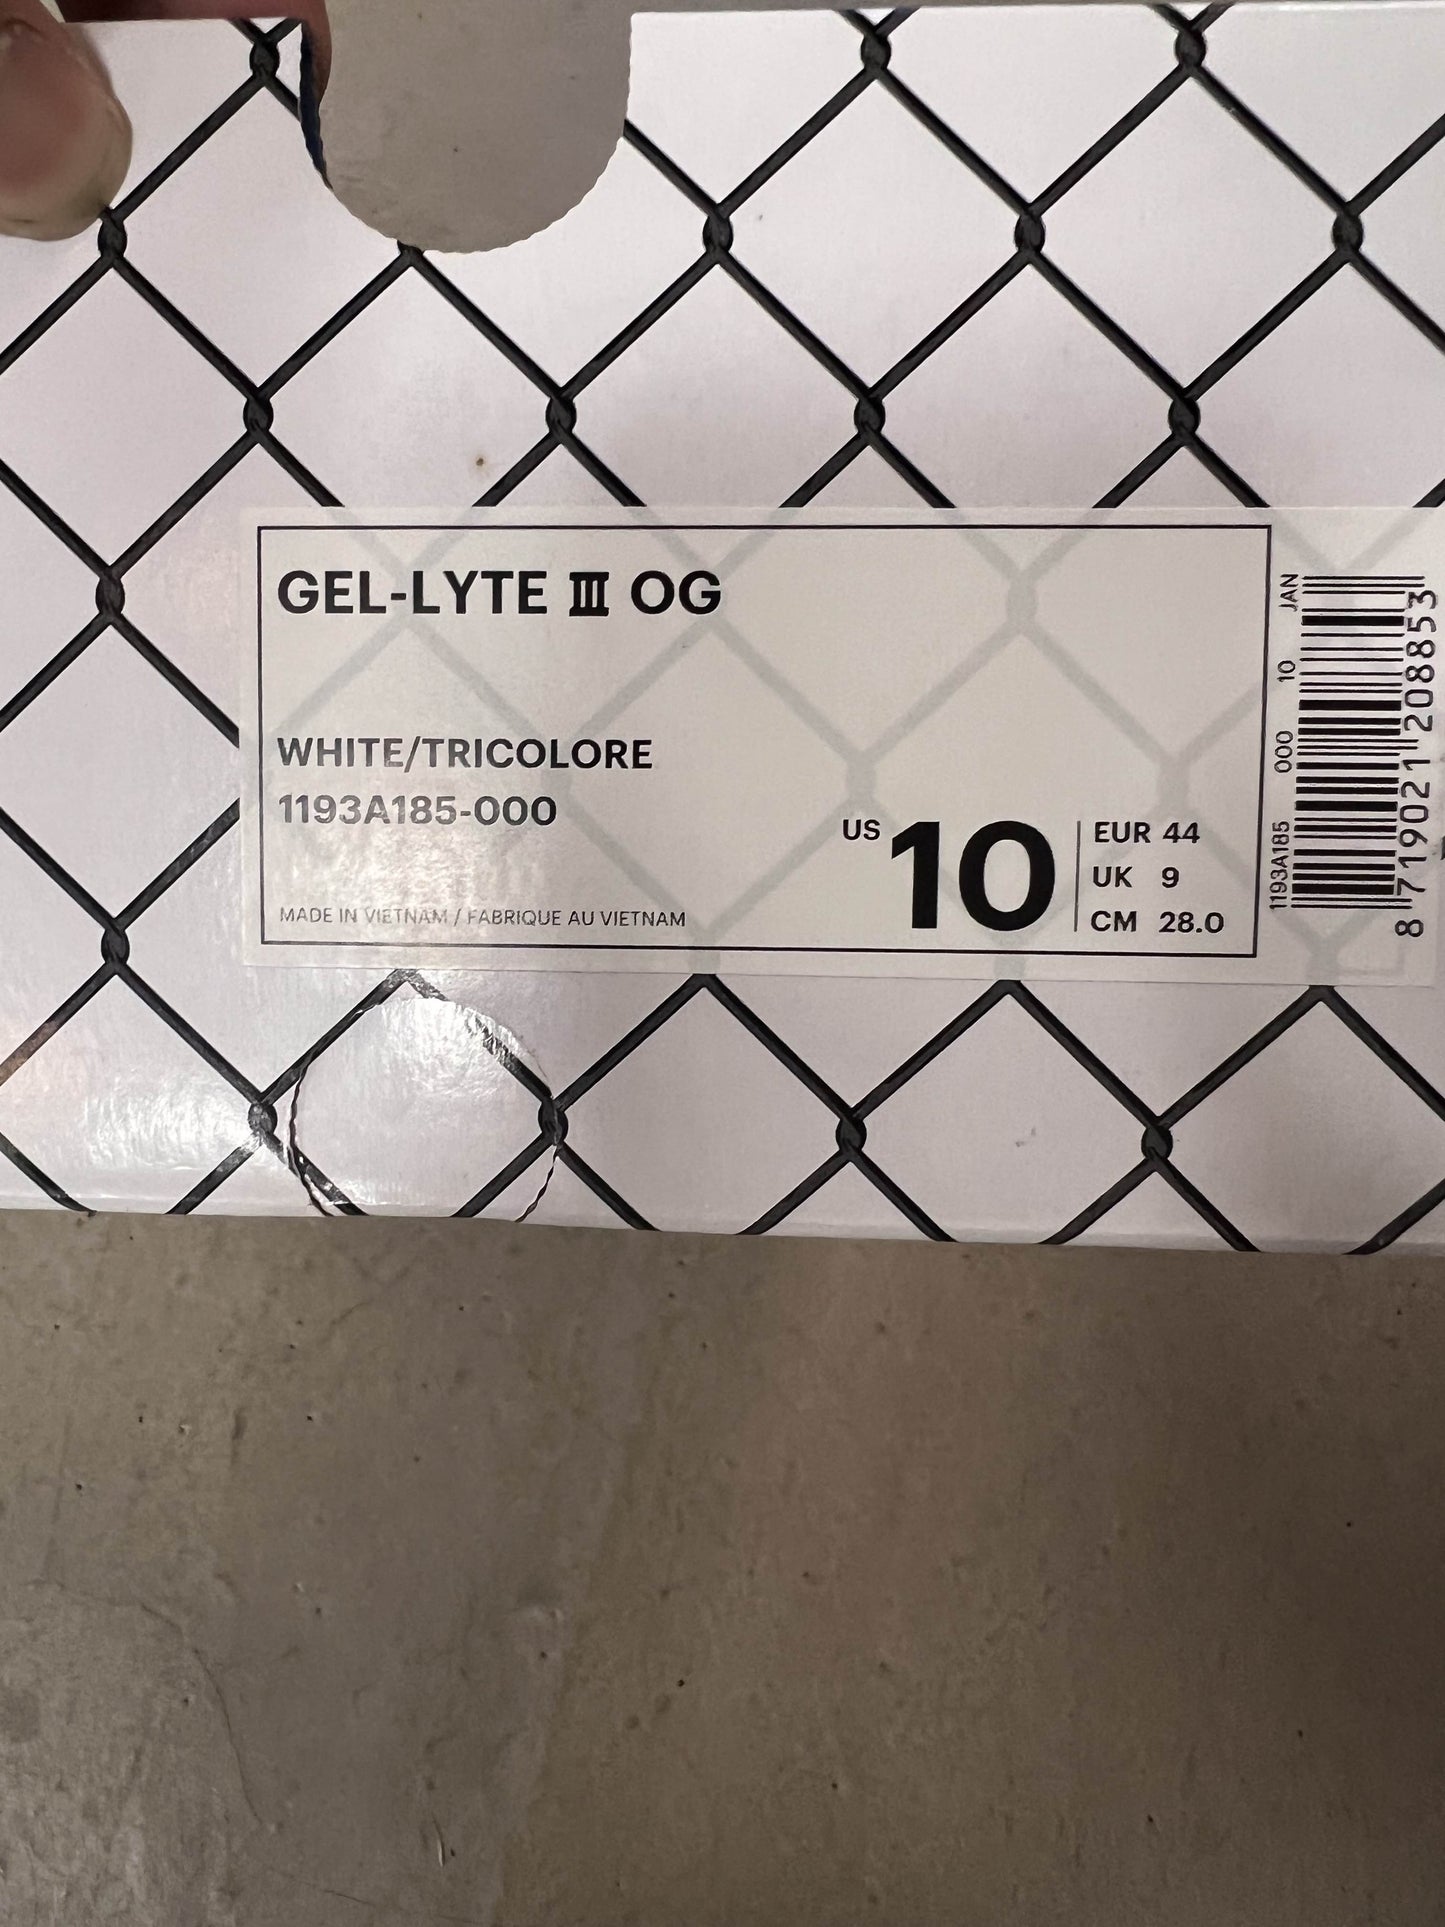 GEL-LYTE III OG
WHITE/TRICOLORE
1193A185-000
MADE IN VIETNAM / FABRIQUE AU VIETNAM
US 10
EUR 44
UK 9
CM 28.0
1193A185 000 10 JAN
8 719021 208853